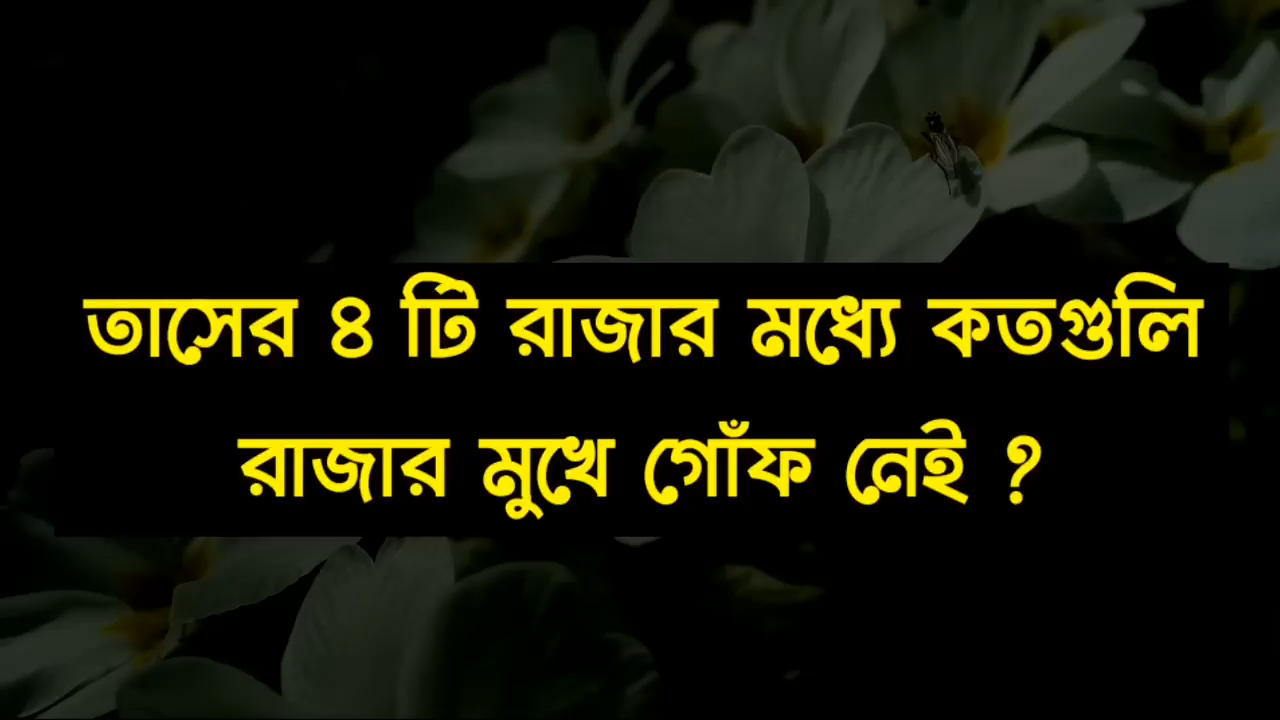 তাসের ৪ টি রাজার মধ্যে কতগুলি
রাজার মুখে গোঁফ নেই ?